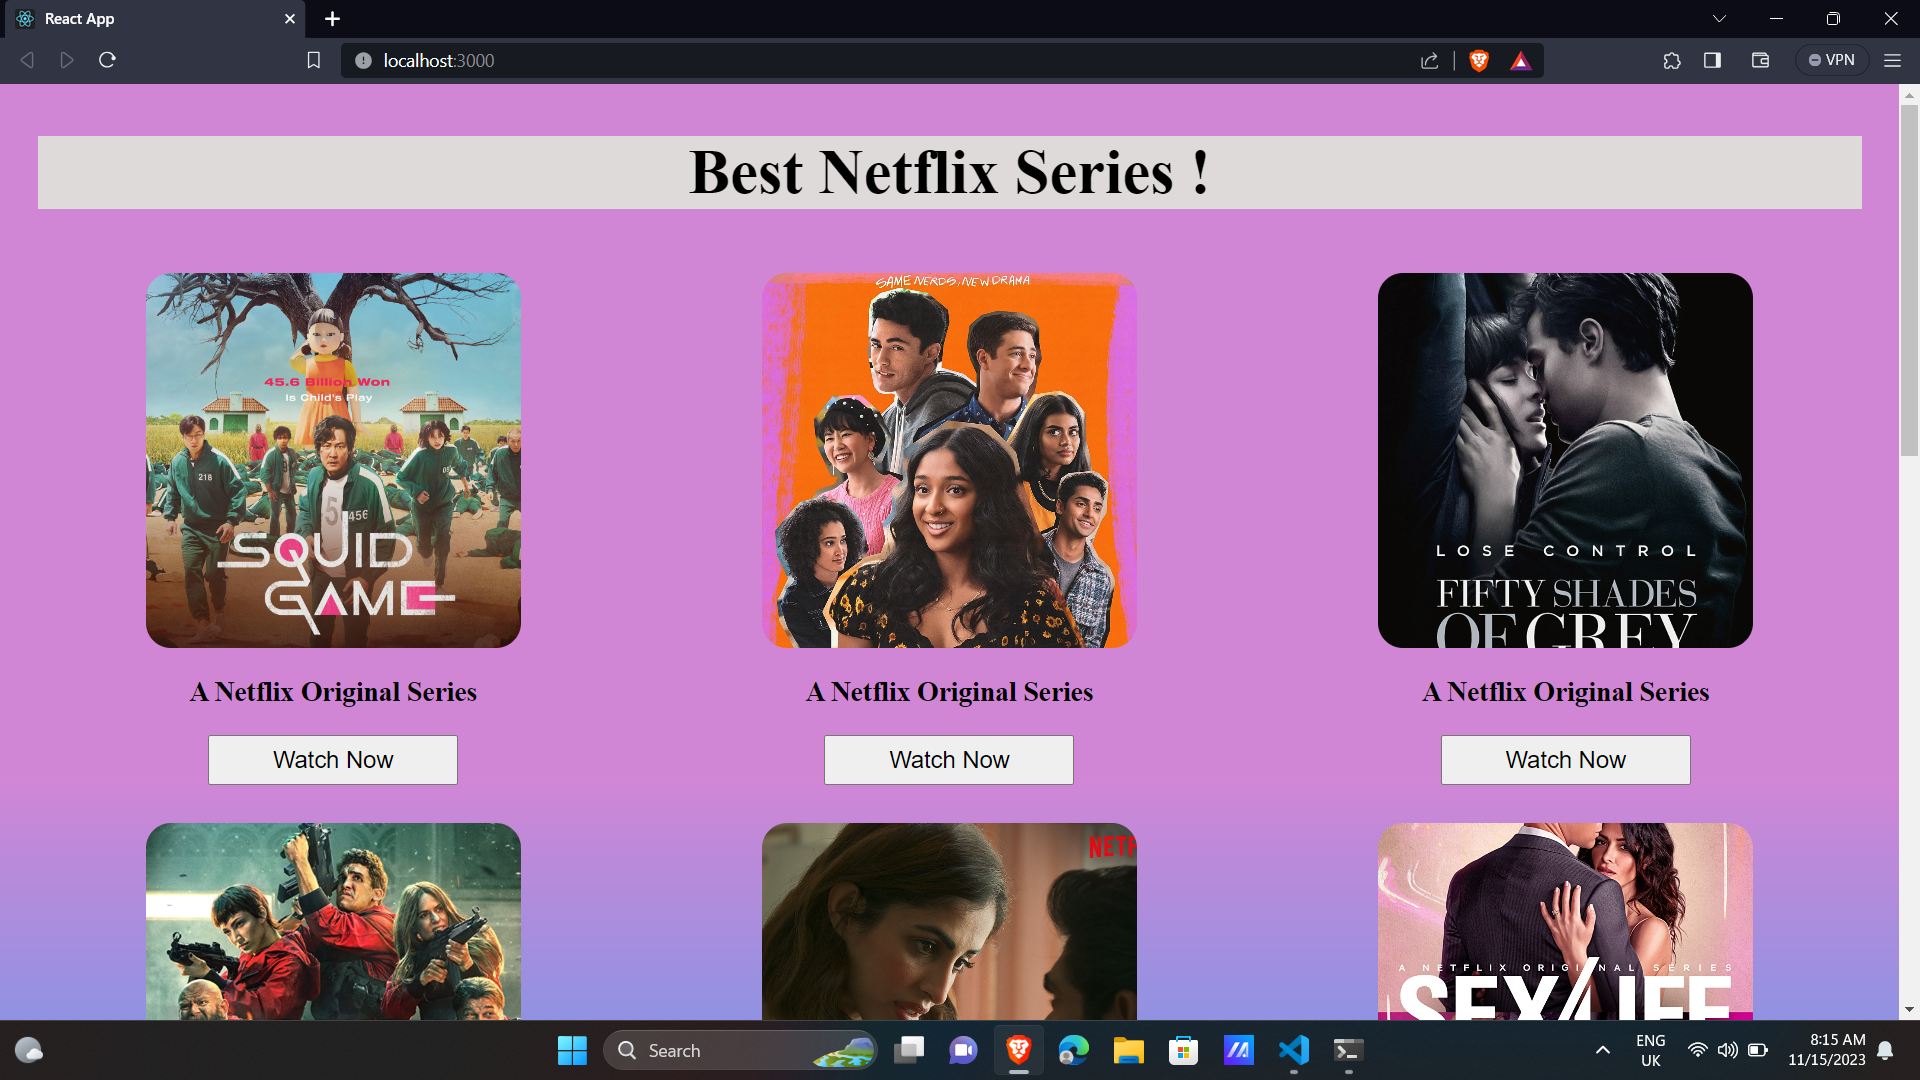 React App
localhost:3000
VPN
Best Netflix Series !
45.6 Billion Won
Is Child's Play
218
456
SQUID
GAME
SAME NERDS, NEW DRAMA
LOSE CONTROL
FIFTY SHADES
OF GREY
A Netflix Original Series
A Netflix Original Series
A Netflix Original Series
Watch Now
Watch Now
Watch Now
NETF
A NETFLIX ORIGINAL SERIES
SEX/LIFE
Search
ENG
UK
8:15 AM
11/15/2023